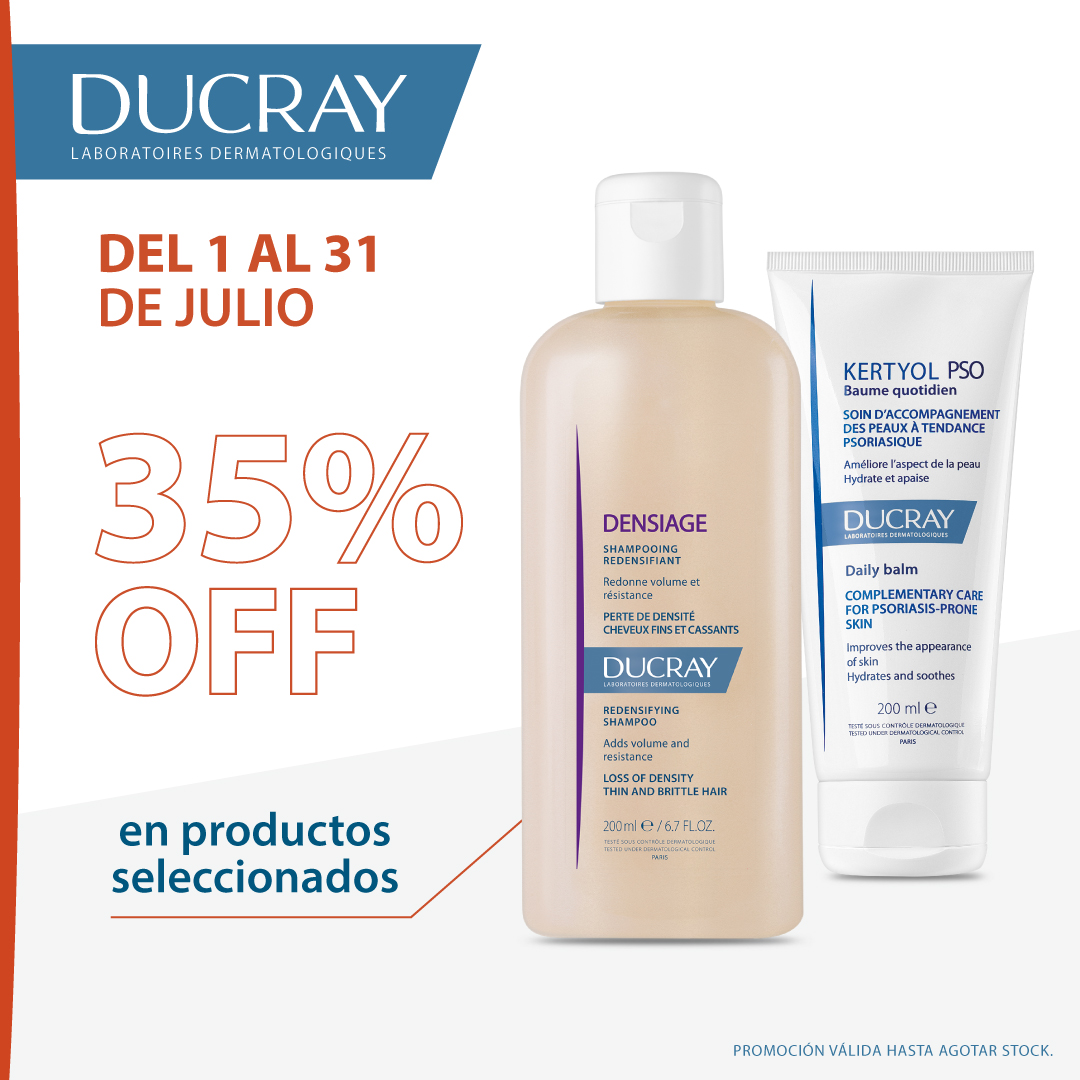 DUCRAY
LABORATOIRES DERMATOLOGIQUES
DEL 1 AL 31
DE JULIO
35%
OFF
en productos
seleccionados
DENSIAGE
SHAMPOOING
REDENSIFIANT
Redonne volume et
résistance
PERTE DE DENSITÉ
CHEVEUX FINS ET CASSANTS
DUCRAY
LABORATOIRES DERMATOLOGIQUES
REDENSIFYING
SHAMPOO
Adds volume and
resistance
LOSS OF DENSITY
THIN AND BRITTLE HAIR
200 ml ℮ / 6.7 FL.OZ.
TESTÉ SOUS CONTRÔLE DERMATOLOGIQUE
TESTED UNDER DERMATOLOGICAL CONTROL
PARIS
KERTYOL PSO
Baume quotidien
SOIN D'ACCOMPAGNEMENT
DES PEAUX À TENDANCE
PSORIASIQUE
Améliore l'aspect de la peau
Hydrate et apaise
DUCRAY
LABORATOIRES DERMATOLOGIQUES
Daily balm
COMPLEMENTARY CARE
FOR PSORIASIS-PRONE
SKIN
Improves the appearance
of skin
Hydrates and soothes
200 ml ℮
TESTÉ SOUS CONTRÔLE DERMATOLOGIQUE
TESTED UNDER DERMATOLOGICAL CONTROL
PARIS
PROMOCIÓN VÁLIDA HASTA AGOTAR STOCK.